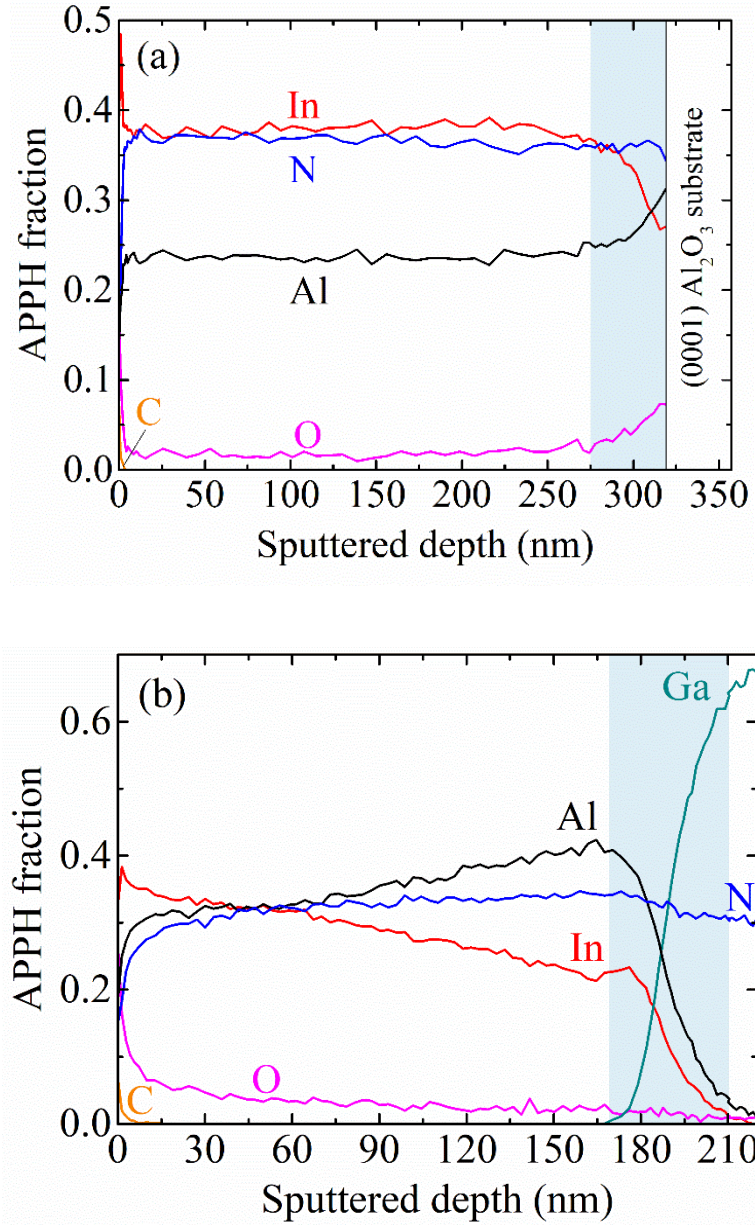 (a)
0.5
0.4
0.3
0.2
0.1
0.0
APPH fraction
In
N
Al
C
O
(0001) Al₂O₃ substrate
0 50 100 150 200 250 300 350
Sputtered depth (nm)
(b)
0.6
0.4
0.2
0.0
APPH fraction
Ga
Al
N
In
O
C
0 30 60 90 120 150 180 210
Sputtered depth (nm)